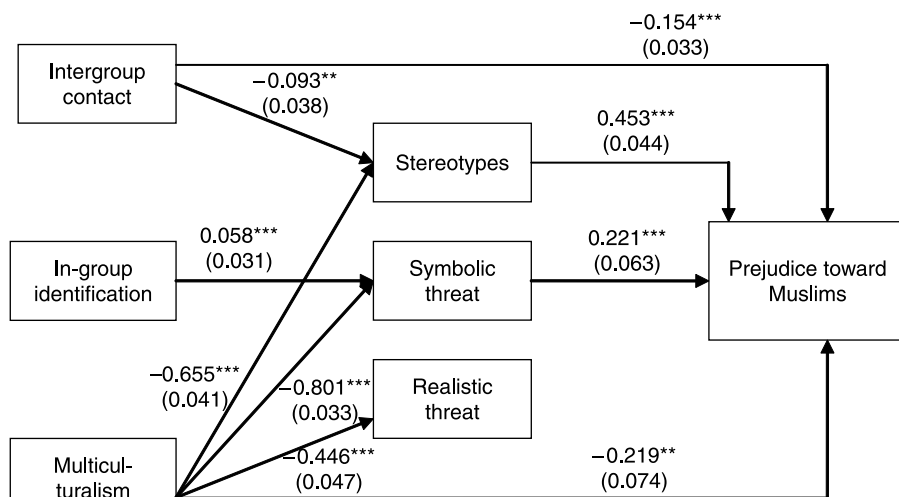 −0.154***
(0.033)
Intergroup
contact
−0.093**
(0.038)
Stereotypes
0.453***
(0.044)
In-group
identification
0.058***
(0.031)
Symbolic
threat
0.221***
(0.063)
Prejudice toward
Muslims
−0.655***
(0.041)
−0.801***
(0.033)
Realistic
threat
Multicul-
turalism
−0.446***
(0.047)
−0.219**
(0.074)